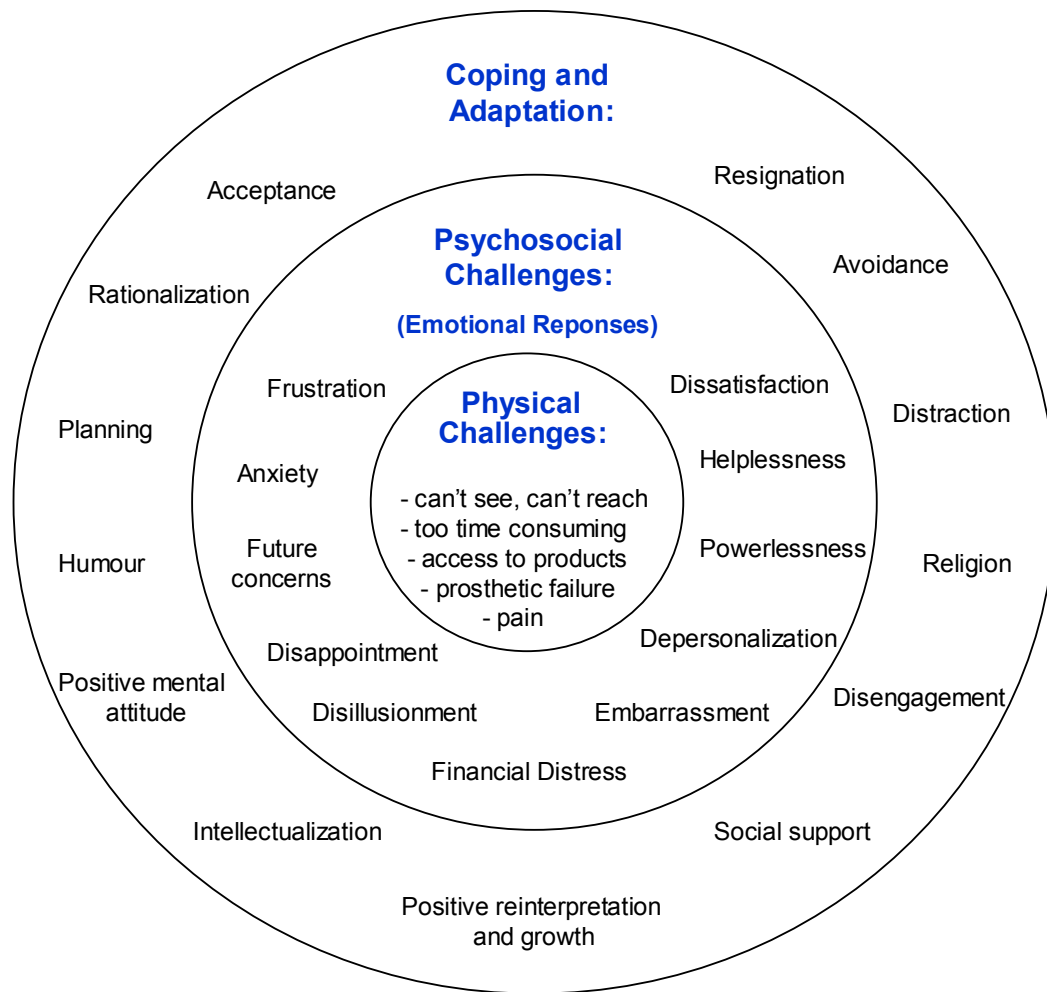 Coping and
Adaptation:
Acceptance
Resignation
Rationalization
Avoidance
Planning
Distraction
Humour
Religion
Positive mental
attitude
Disengagement
Intellectualization
Social support
Positive reinterpretation
and growth
Psychosocial
Challenges:
(Emotional Reponses)
Frustration
Dissatisfaction
Anxiety
Helplessness
Future
concerns
Powerlessness
Disappointment
Depersonalization
Disillusionment
Embarrassment
Financial Distress
Physical
Challenges:
- can't see, can't reach
- too time consuming
- access to products
- prosthetic failure
- pain